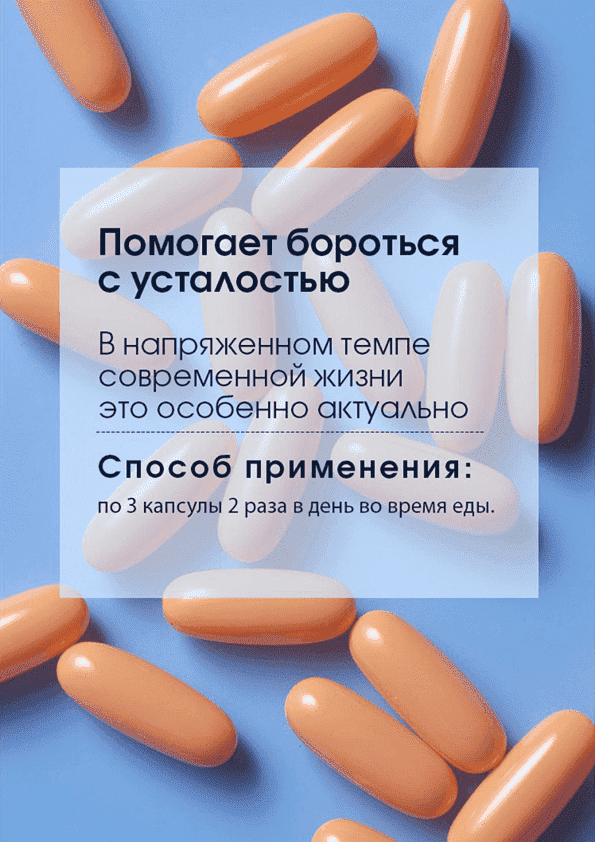 Помогает бороться
с усталостью
В напряженном темпе
современной жизни
это особенно актуально
Способ применения:
по 3 капсулы 2 раза в день во время еды.